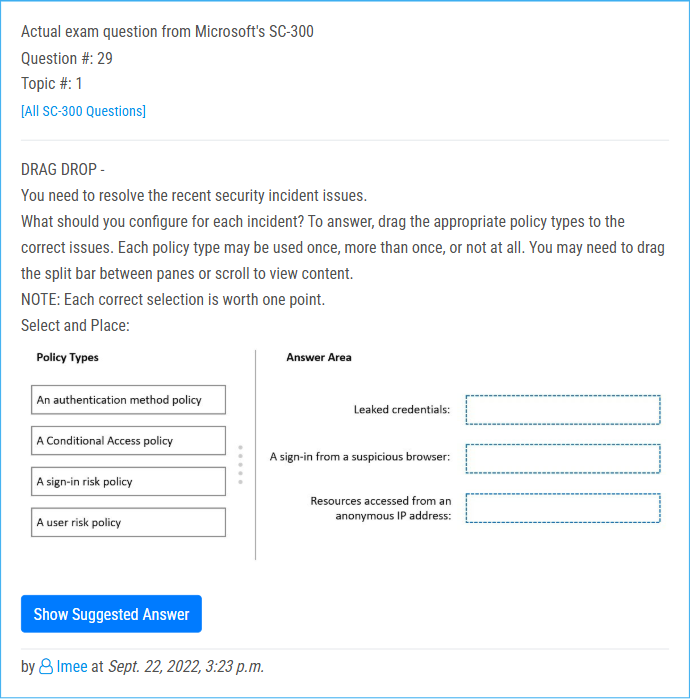 Actual exam question from Microsoft's SC-300
Question #: 29
Topic #: 1
[All SC-300 Questions]
DRAG DROP -
You need to resolve the recent security incident issues.
What should you configure for each incident? To answer, drag the appropriate policy types to the
correct issues. Each policy type may be used once, more than once, or not at all. You may need to drag
the split bar between panes or scroll to view content.
NOTE: Each correct selection is worth one point.
Select and Place:
Policy Types
An authentication method policy
A Conditional Access policy
A sign-in risk policy
A user risk policy
Answer Area
Leaked credentials:
A sign-in from a suspicious browser:
Resources accessed from an
anonymous IP address:
Show Suggested Answer
by Imee at Sept. 22, 2022, 3:23 p.m.